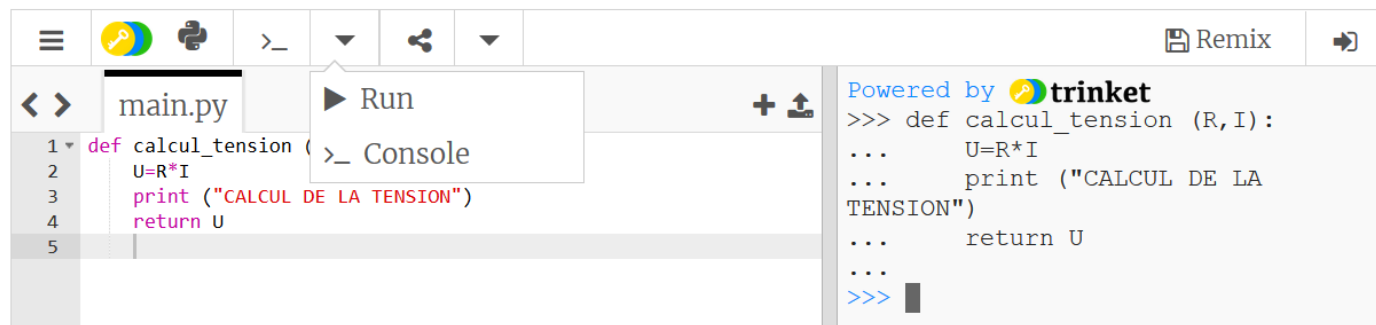 >_ Remix
main.py
Run
>_ Console
1 def calcul_tension (
2 U=R*I
3 print ("CALCUL DE LA TENSION")
4 return U
5
Powered by trinket
>>> def calcul_tension (R,I):
... U=R*I
... print ("CALCUL DE LA
TENSION")
... return U
...
>>>